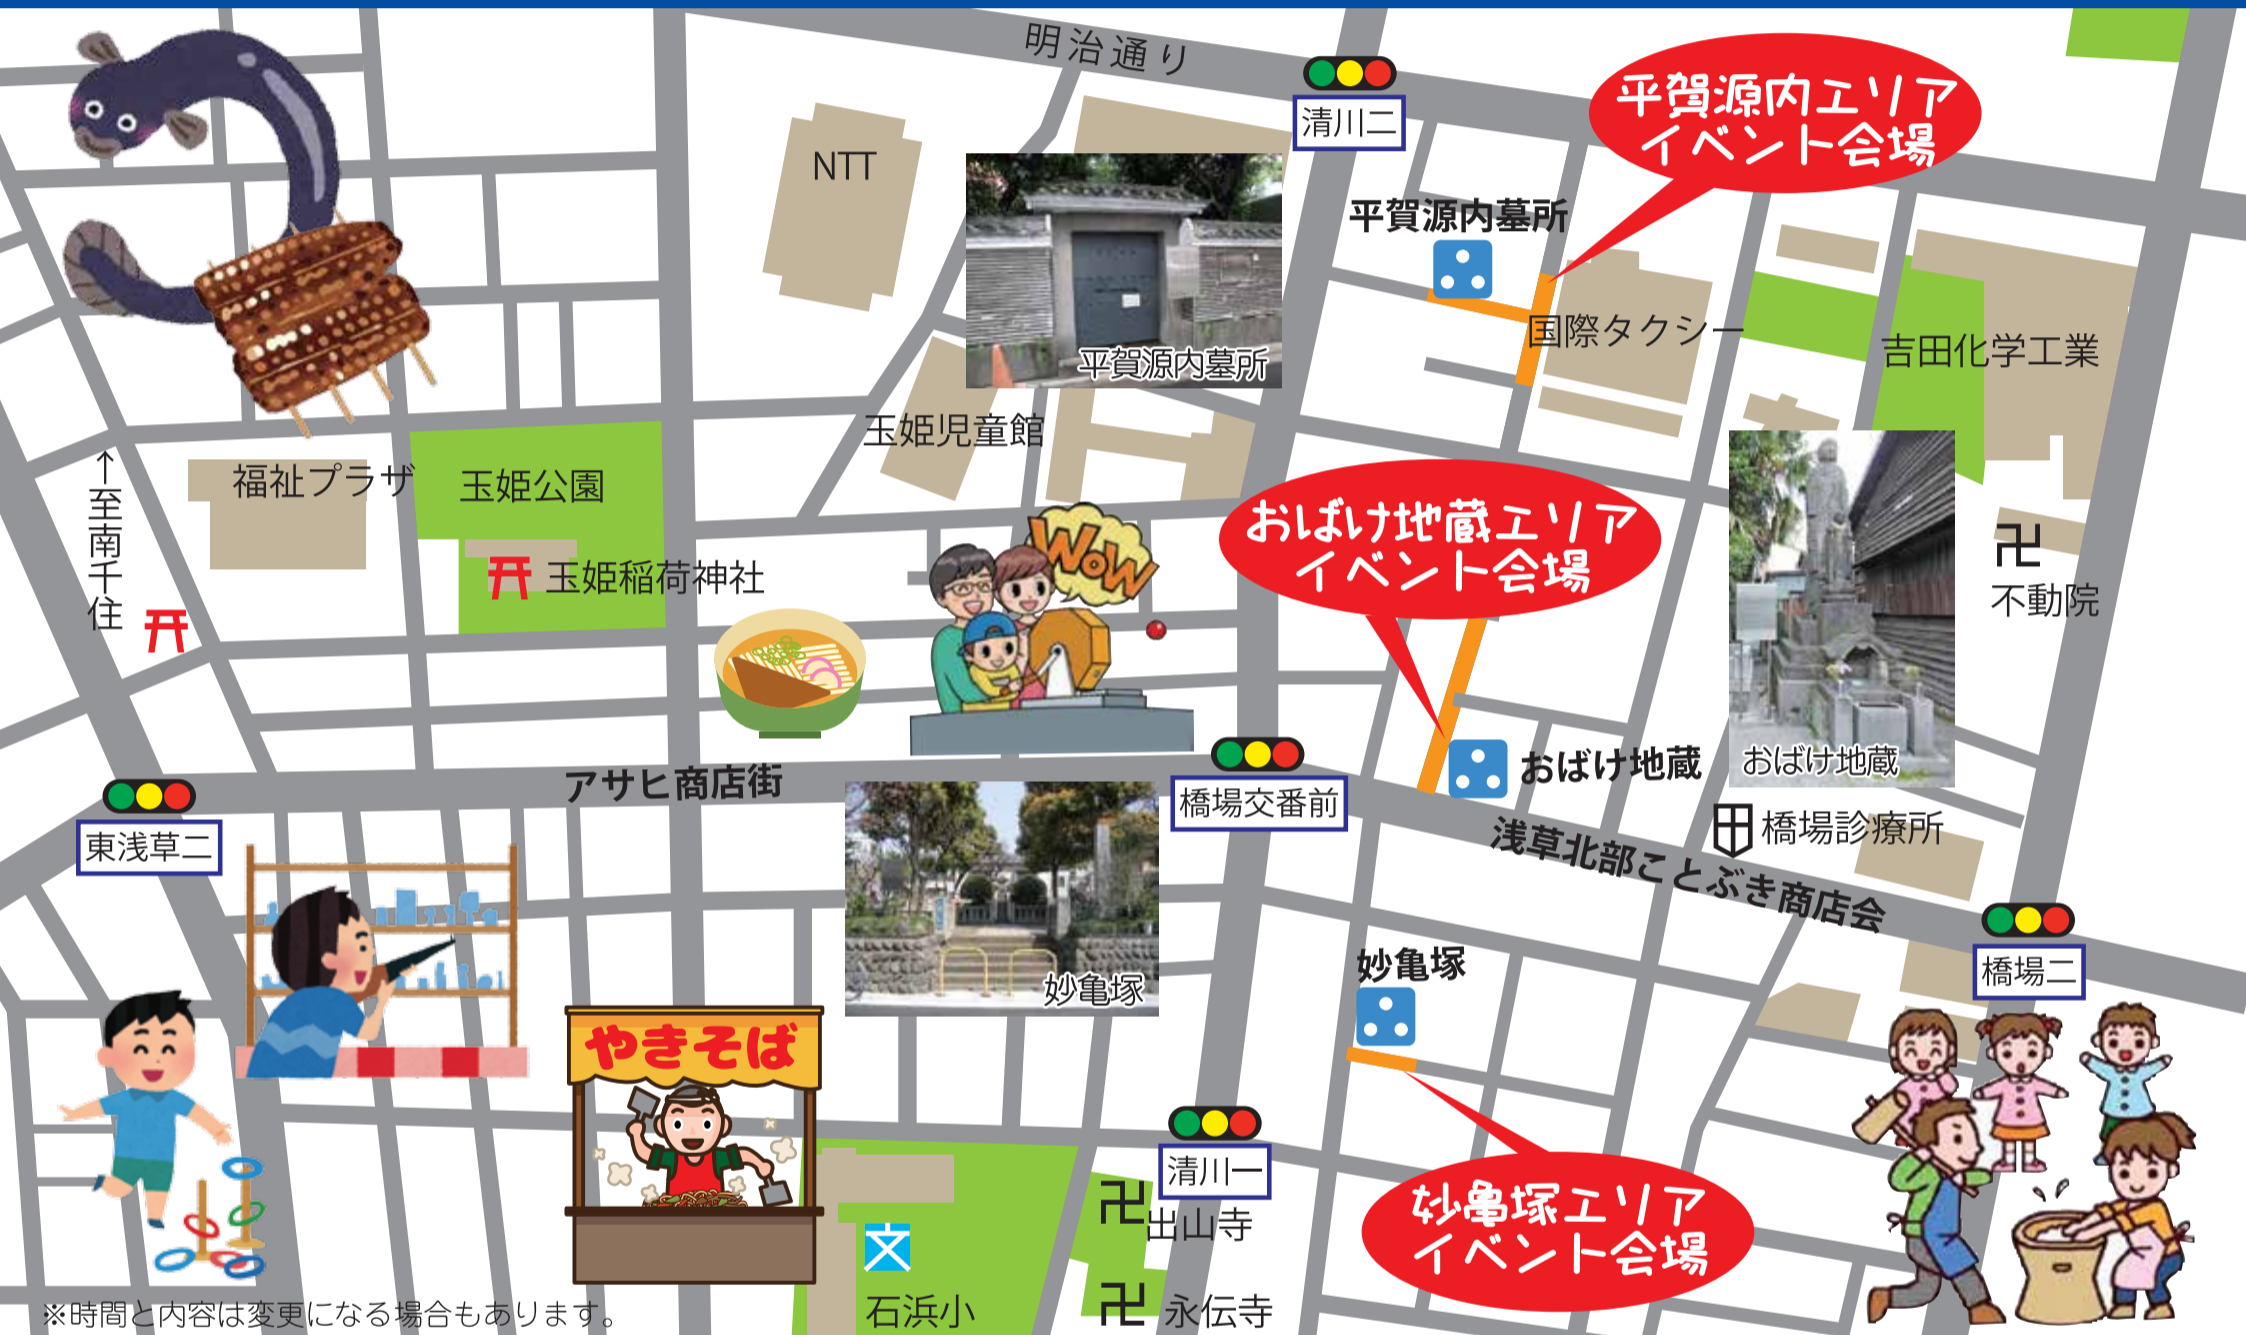 明治通り
清川二
平賀源内エリア
イベント会場
NTT
平賀源内墓所
平賀源内墓所
国際タクシー
吉田化学工業
玉姫児童館
福祉プラザ
玉姫公園
↑至南千住
玉姫稲荷神社
WOW
おばけ地蔵エリア
イベント会場
不動院
おばけ地蔵
おばけ地蔵
アサヒ商店街
橋場交番前
東浅草二
橋場診療所
浅草北部ことぶき商店会
妙亀塚
妙亀塚
橋場二
やきそば
清川一
妙亀塚エリア
イベント会場
出山寺
文
石浜小
永伝寺
※時間と内容は変更になる場合もあります。